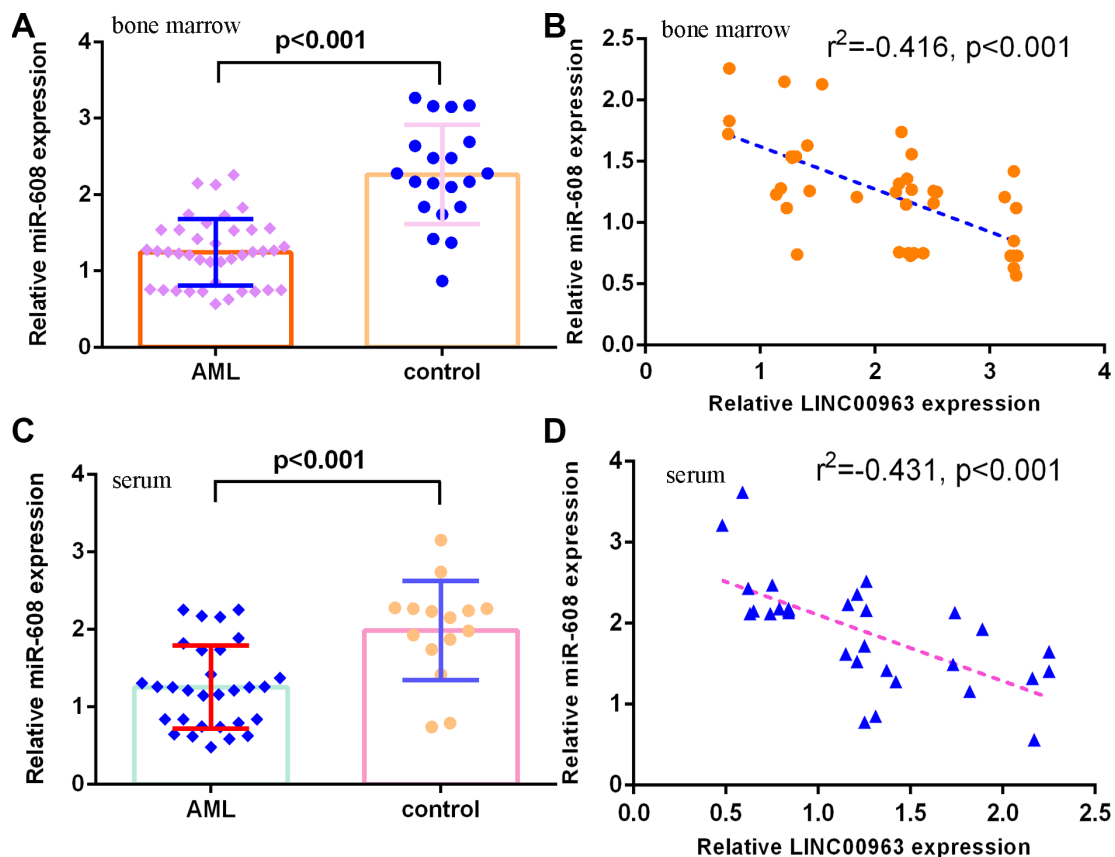 A
bone marrow
p<0.001
Relative miR-608 expression
4
3
2
1
0
AML
control
B
bone marrow
r²=-0.416, p<0.001
Relative miR-608 expression
2.5
2.0
1.5
1.0
0.5
0.0
0
1
2
3
4
Relative LINC00963 expression
C
serum
p<0.001
Relative miR-608 expression
4
3
2
1
0
AML
control
D
serum
r²=-0.431, p<0.001
Relative miR-608 expression
4
3
2
1
0
0.0
0.5
1.0
1.5
2.0
2.5
Relative LINC00963 expression